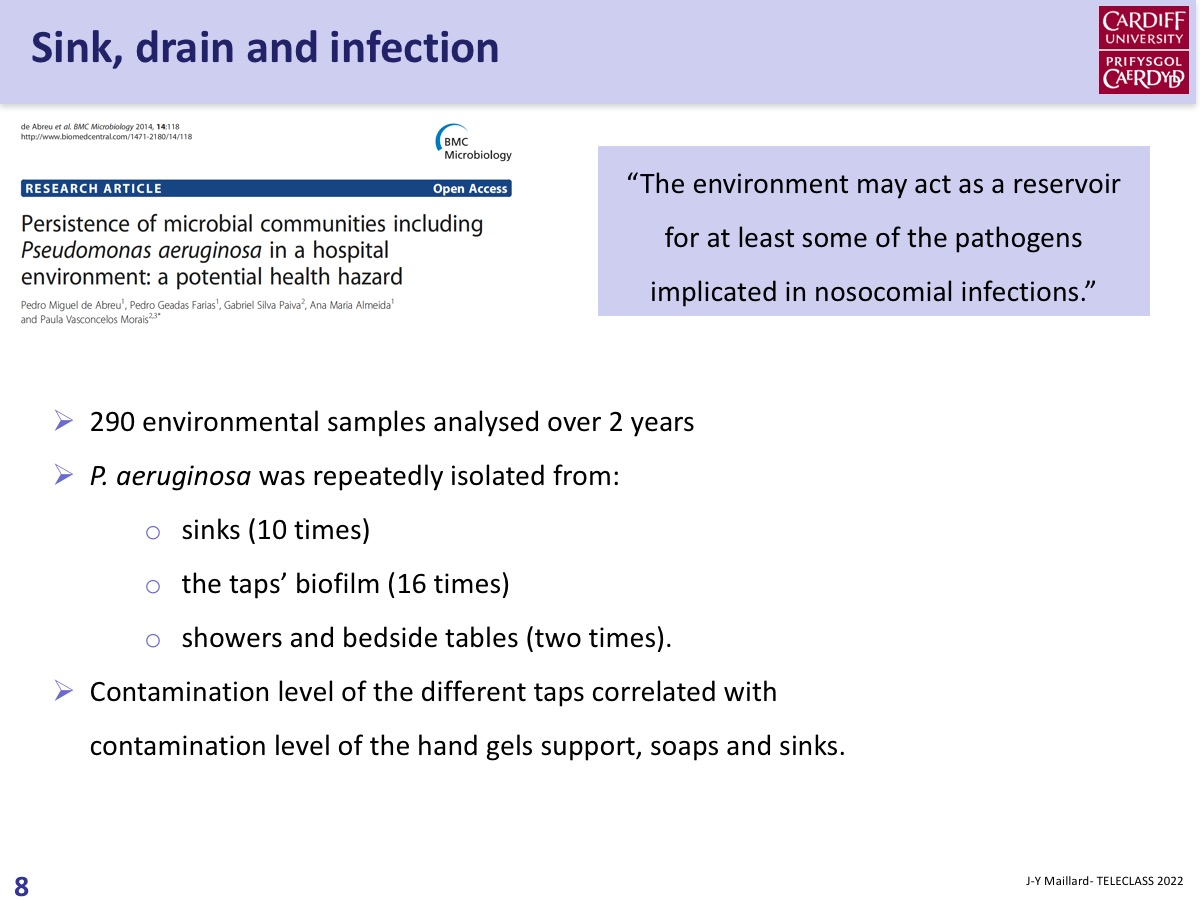 Sink, drain and infection
CARDIFF
UNIVERSITY
PRIFYSGOL
CAERDYDD
de Abreu et al. BMC Microbiology 2014, 14:118
http://www.biomedcentral.com/1471-2180/14/118
BMC
Microbiology
RESEARCH ARTICLE Open Access
Persistence of microbial communities including
Pseudomonas aeruginosa in a hospital
environment: a potential health hazard
Pedro Miguel de Abreu1, Pedro Geadas Farias1, Gabriel Silva Paiva2, Ana Maria Almeida1
and Paula Vasconcelos Morais2,3*
“The environment may act as a reservoir
for at least some of the pathogens
implicated in nosocomial infections.”
➢ 290 environmental samples analysed over 2 years
➢ P. aeruginosa was repeatedly isolated from:
o sinks (10 times)
o the taps’ biofilm (16 times)
o showers and bedside tables (two times).
➢ Contamination level of the different taps correlated with
contamination level of the hand gels support, soaps and sinks.
8
J-Y Maillard- TELECLASS 2022